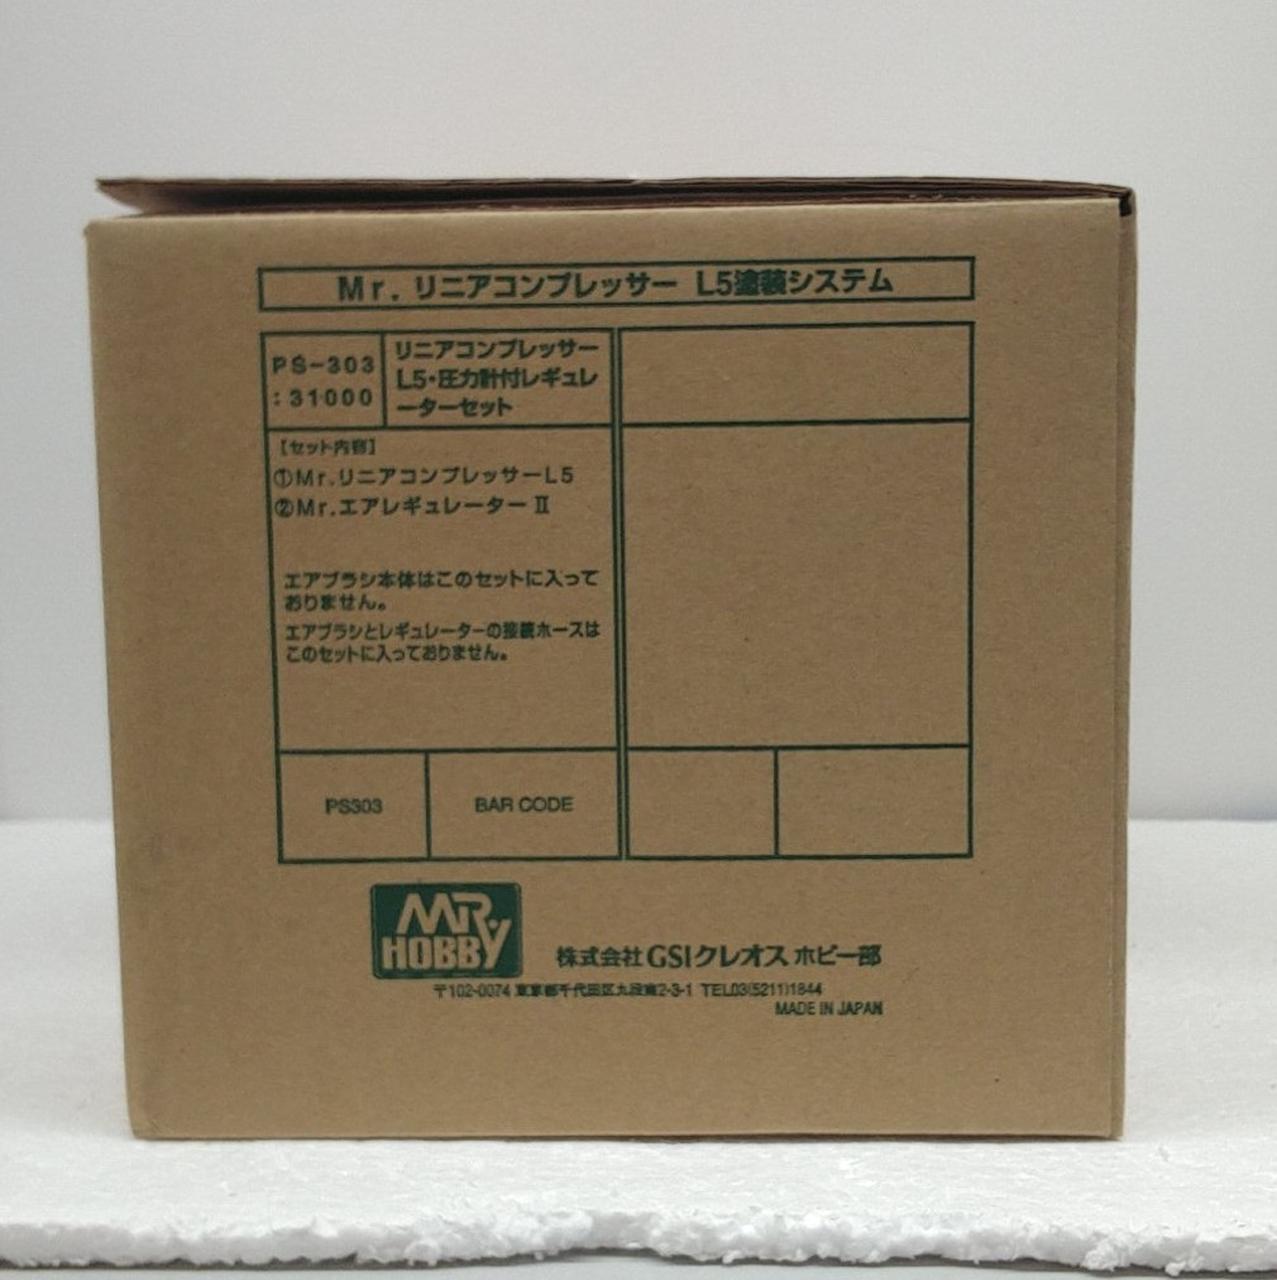 Mr. リニアコンプレッサー L5塗装システム
PS-303
:31000
リニアコンプレッサー
L5・圧力計付レギュレ
ーターセット
【セット内容】
①Mr.リニアコンプレッサーL5
②Mr.エアレギュレーターⅡ
エアブラシ本体はこのセットに入って
おりません。
エアブラシとレギュレーターの接続ホースは
このセットに入っておりません。
PS303
BAR CODE
MR.
HOBBY
株式会社GSIクレオス ホビー部
〒102-0074 東京都千代田区九段南2-3-1 TEL03(5211)1844
MADE IN JAPAN